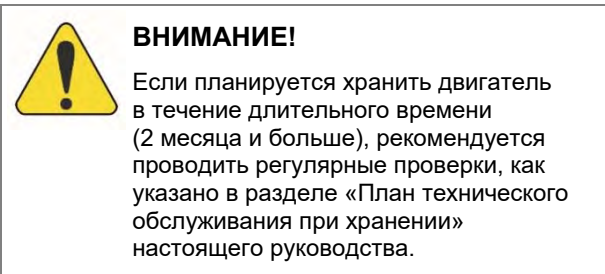 ВНИМАНИЕ!
Если планируется хранить двигатель
в течение длительного времени
(2 месяца и больше), рекомендуется
проводить регулярные проверки, как
указано в разделе «План технического
обслуживания при хранении»
настоящего руководства.